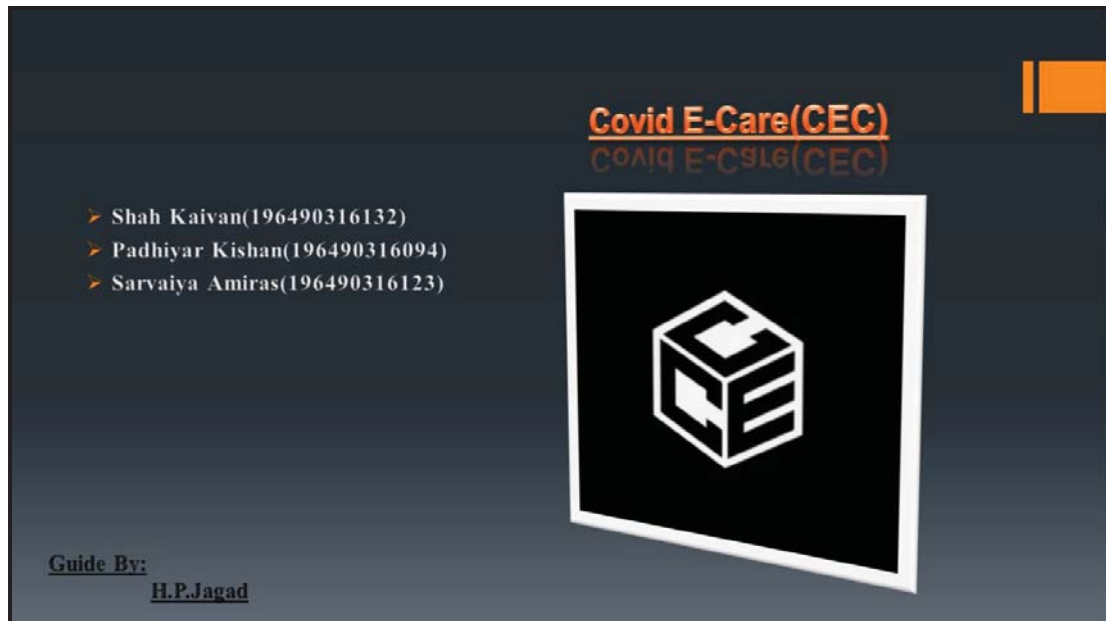 Covid E-Care(CEC)
Shah Kaivan(196490316132)
Padhiyar Kishan(196490316094)
Sarvaiya Amiras(196490316123)
C
C E
Guide By:
H.P.Jagad